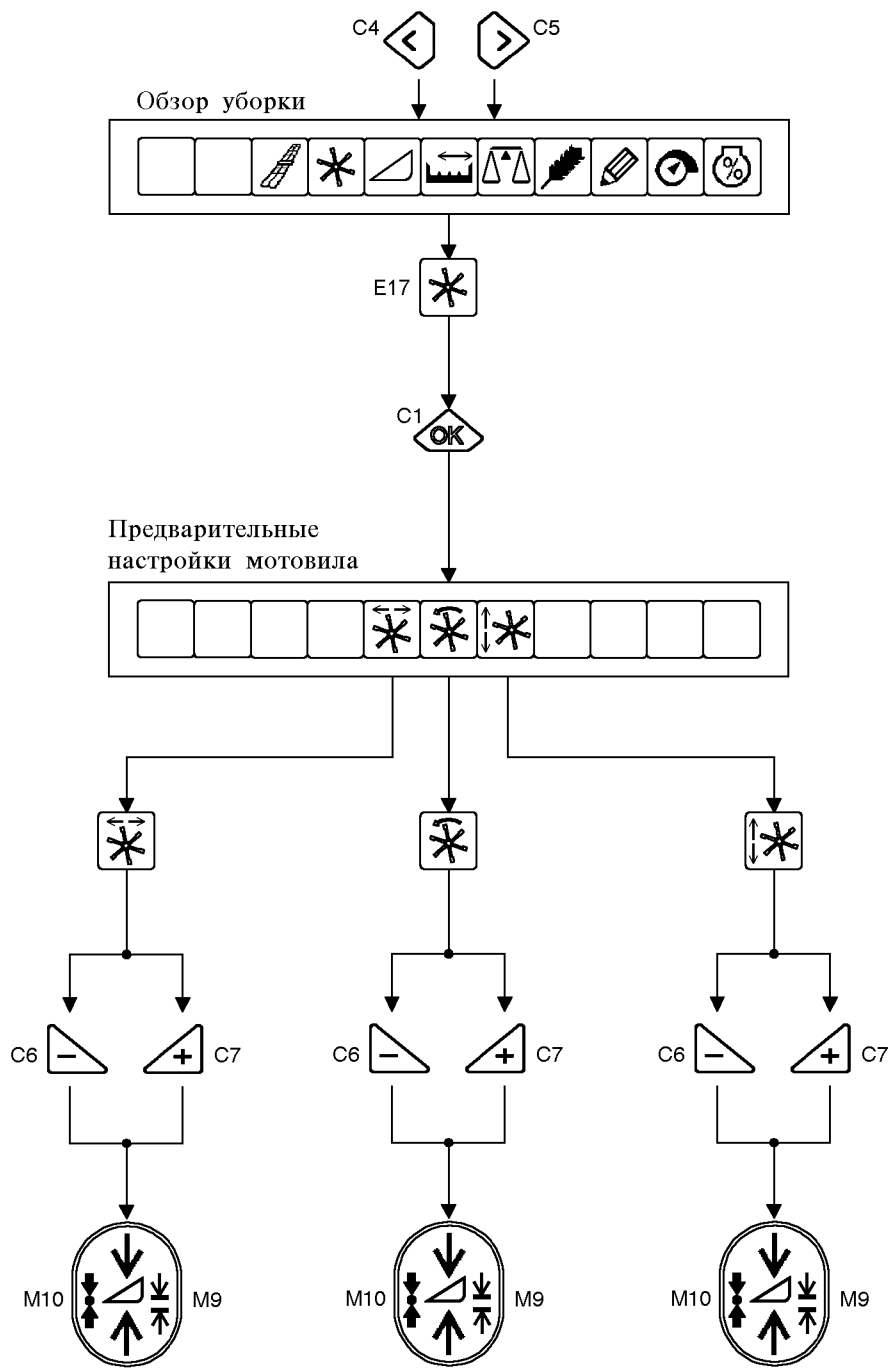 C4 C5
Обзор уборки
%
E17
C1
OK
Предварительные
настройки мотовила
C6 − + C7 C6 − + C7 C6 − + C7
M10 M9 M10 M9 M10 M9